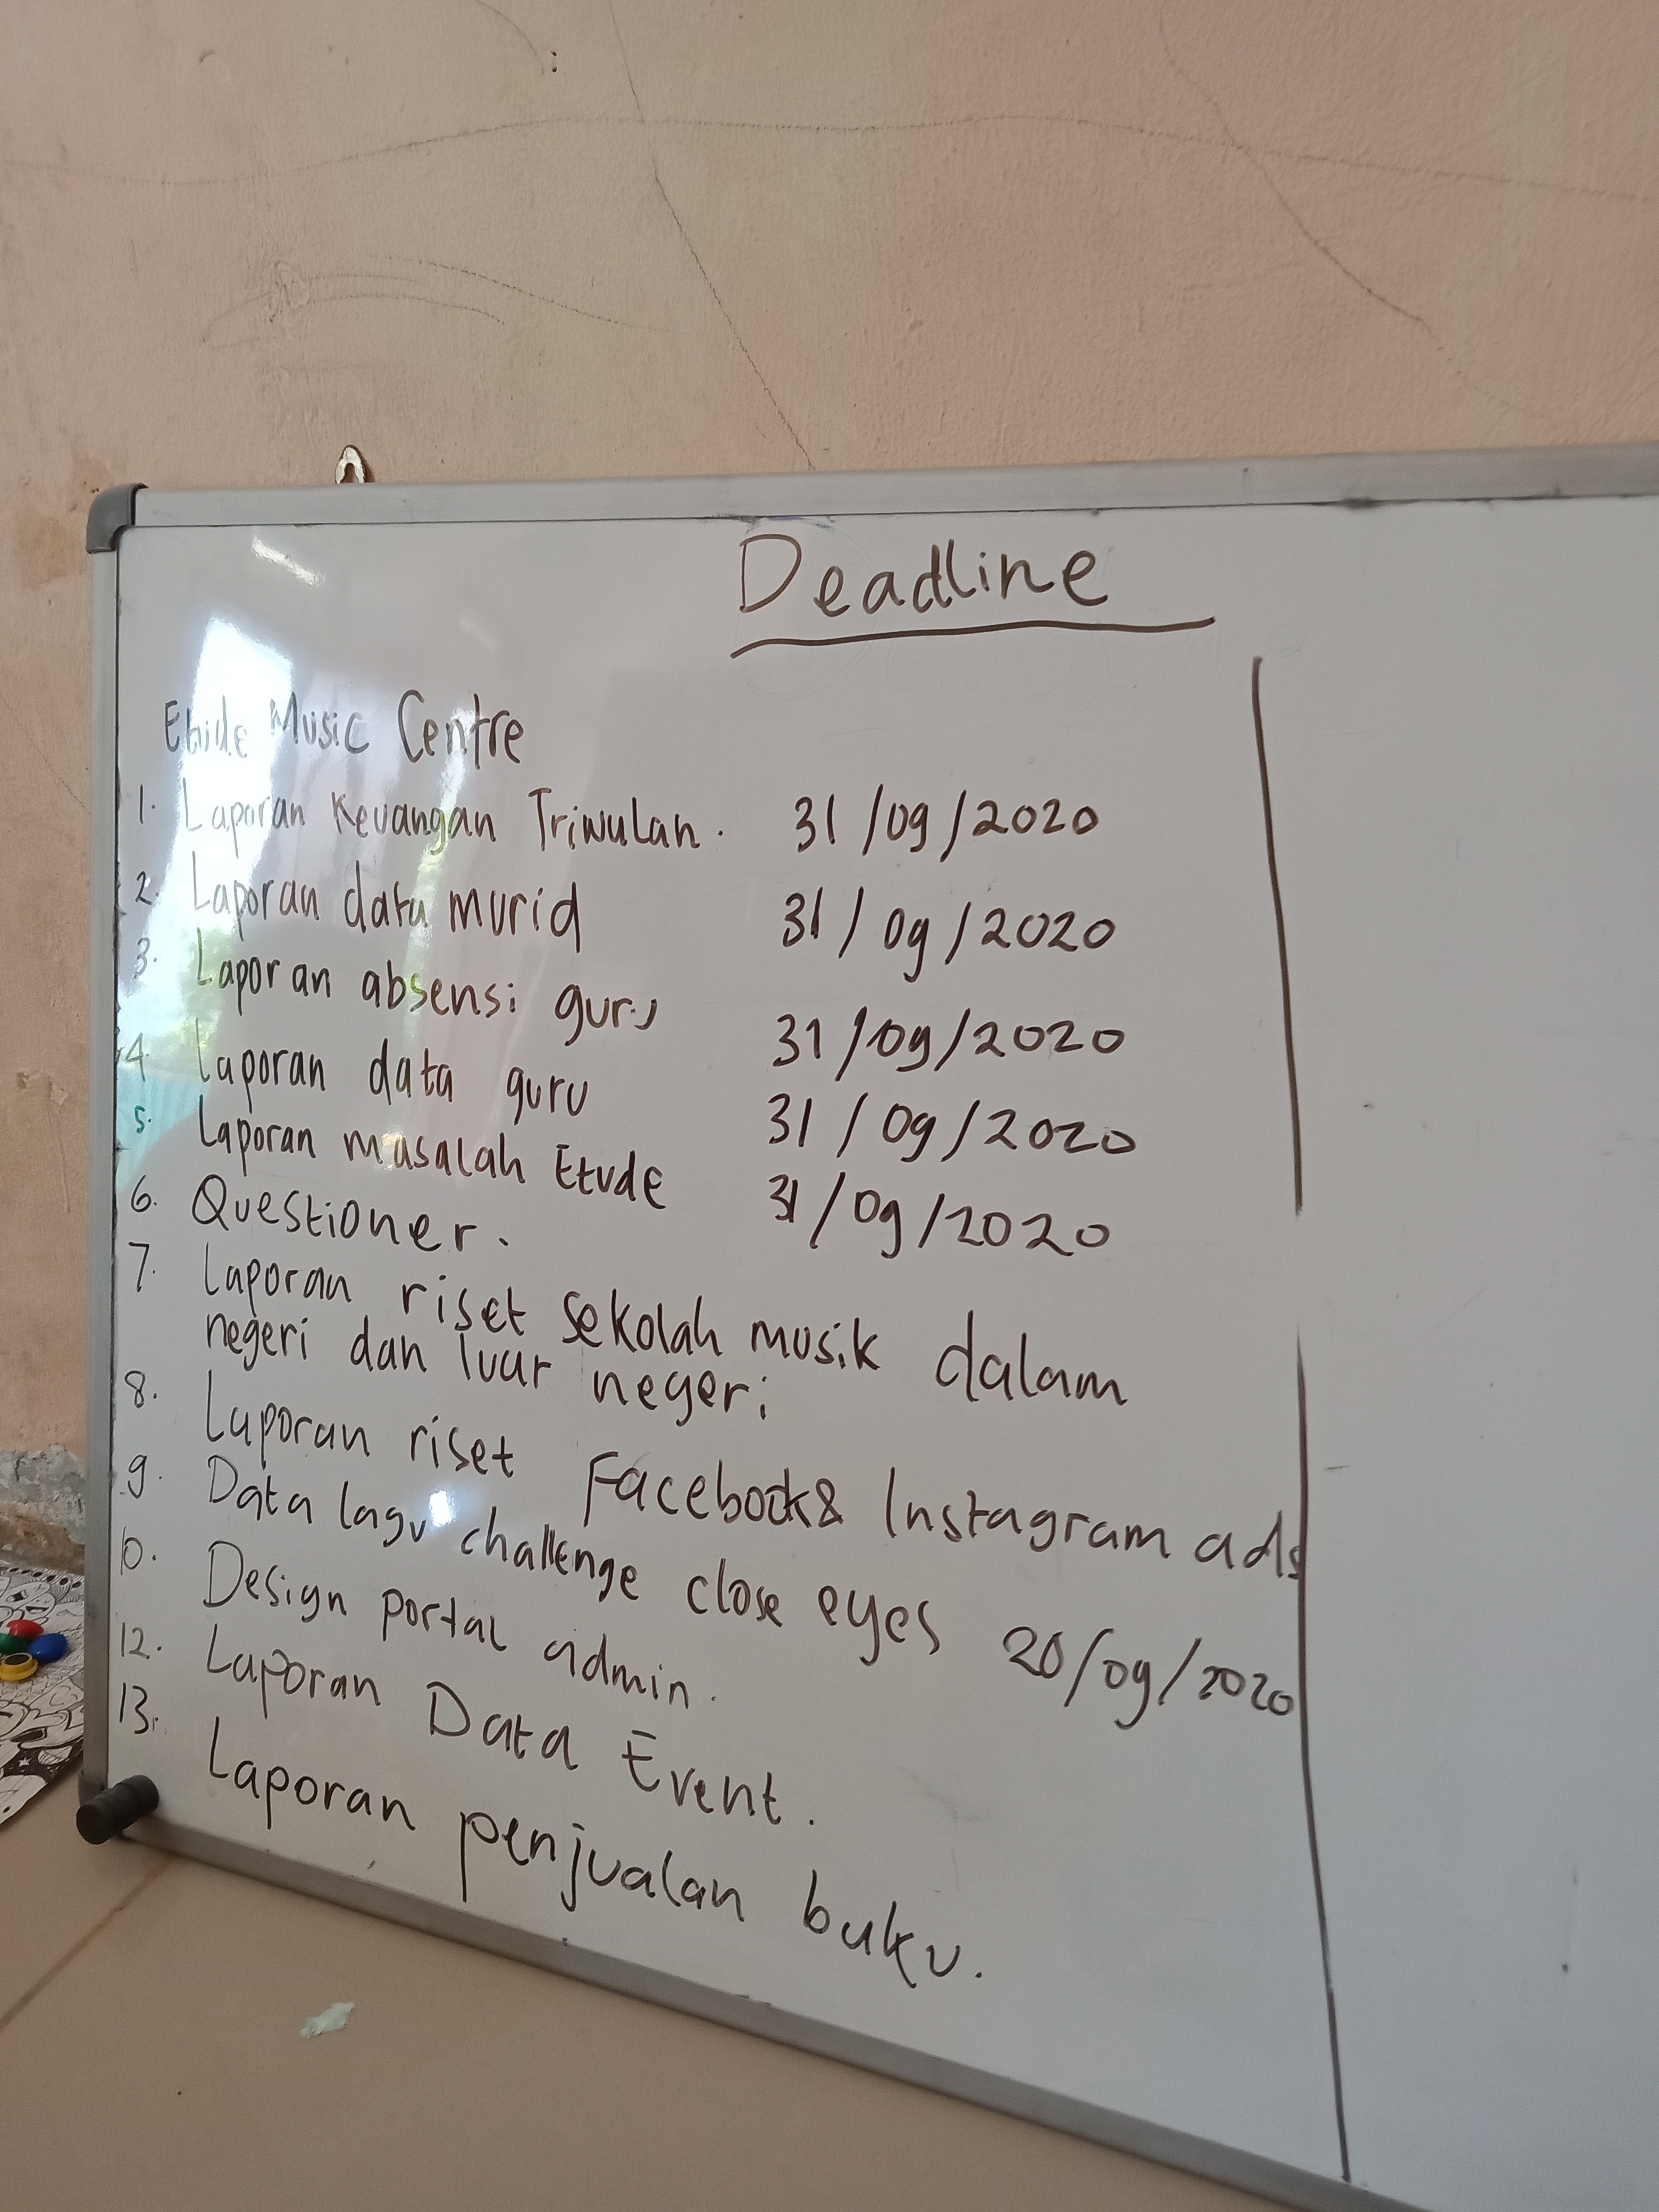 Deadline
Etude Music Centre
1. Laporan Keuangan Triwulan. 31/09/2020
2. Laporan data murid 31/09/2020
3. Laporan absensi guru 31/09/2020
4. Laporan data guru 31/09/2020
5. Laporan masalah Etude 31/09/2020
6. Questioner.
7. Laporan riset sekolah musik dalam
negeri dan luar negeri
8. Laporan riset Facebook & Instagram ads
9. Data lagu challenge close eyes 20/09/2020
10. Design portal admin.
12. Laporan Data Event.
13. Laporan penjualan buku.